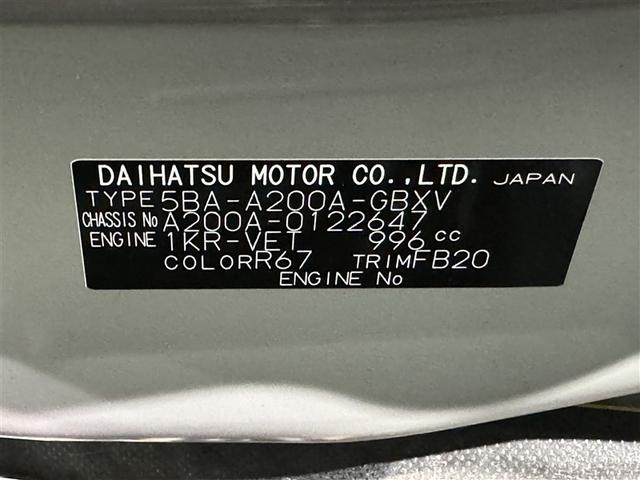 DAIHATSU MOTOR CO.,LTD. JAPAN
TYPE 5BA-A200A-GBXV
CHASSIS No A200A-0122647
ENGINE 1KR-VET 996 cc
COLOR R67 TRIM FB20
ENGINE No